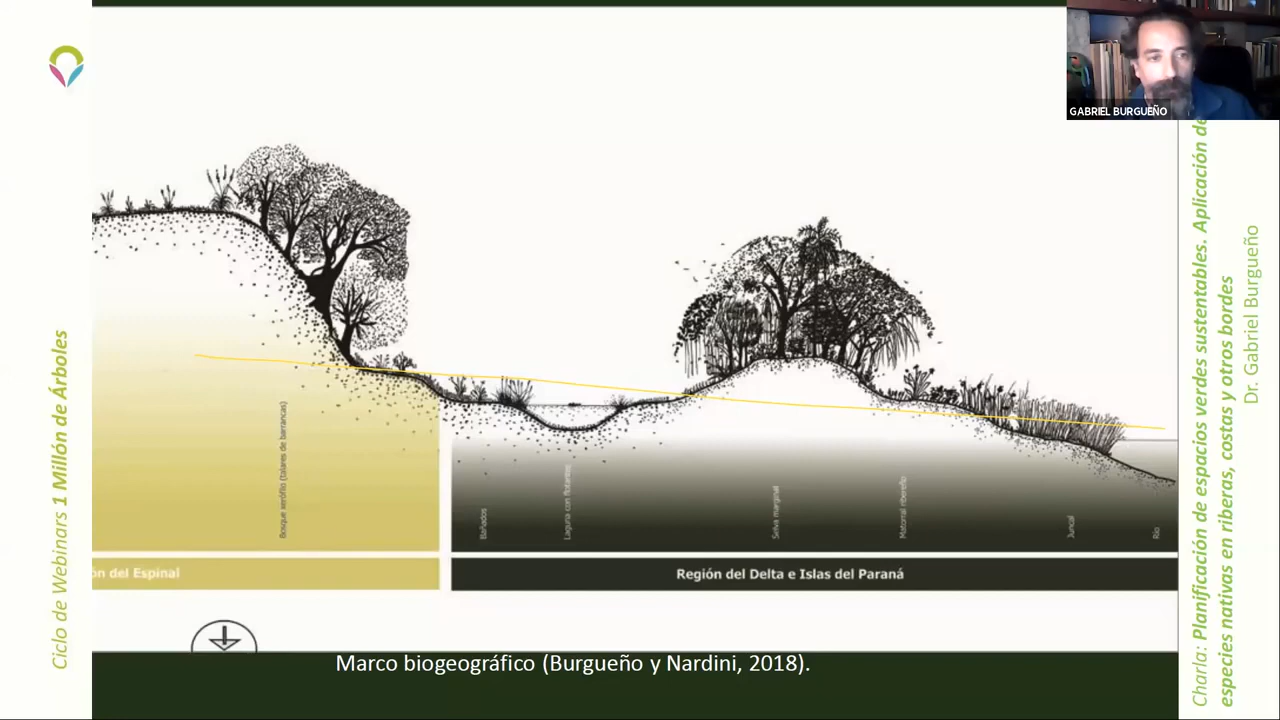 GABRIEL BURGUEÑO
Ciclo de Webinars 1 Millón de Árboles
Charla: Planificación de espacios verdes sustentables. Aplicación de
especies nativas en riberas, costas y otros bordes
Dr. Gabriel Burgueño
Bosque xerófilo (talares de barrancas)
Bañados
Laguna con flotantes
Selva marginal
Matorral ribereño
Juncal
Río
ón del Espinal
Región del Delta e Islas del Paraná
Marco biogeográfico (Burgueño y Nardini, 2018).